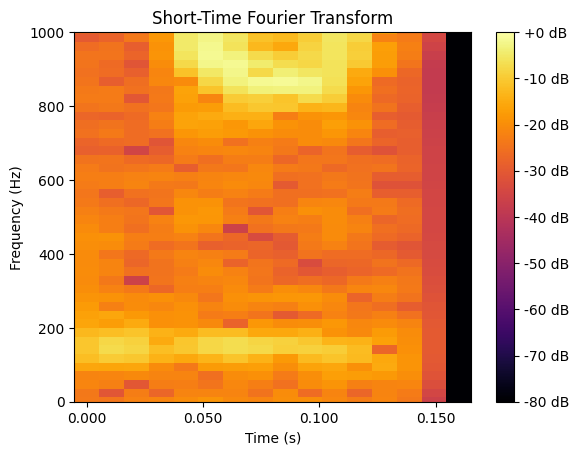 Short-Time Fourier Transform
1000
800
600
400
200
0
Frequency (Hz)
0.000
0.050
0.100
0.150
Time (s)
+0 dB
-10 dB
-20 dB
-30 dB
-40 dB
-50 dB
-60 dB
-70 dB
-80 dB